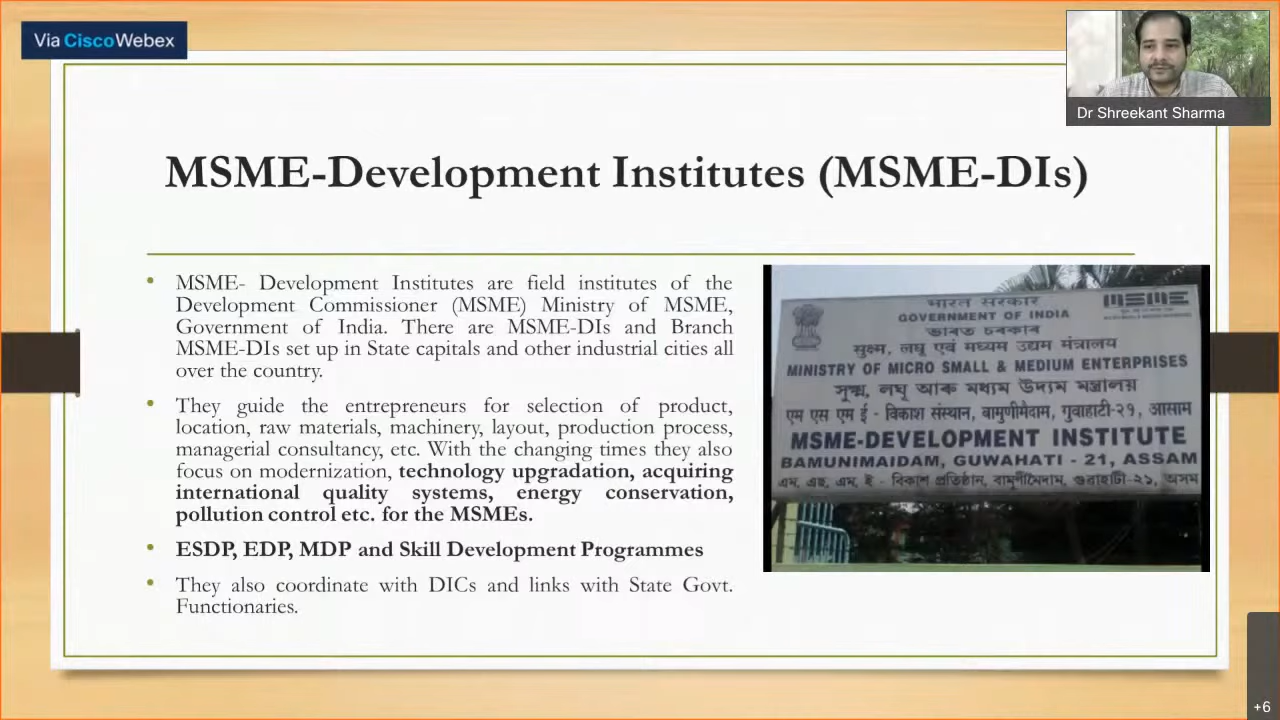 Via CiscoWebex
Dr Shreekant Sharma
MSME-Development Institutes (MSME-DIs)
• MSME- Development Institutes are field institutes of the
Development Commissioner (MSME) Ministry of MSME,
Government of India. There are MSME-DIs and Branch
MSME-DIs set up in State capitals and other industrial cities all
over the country.
• They guide the entrepreneurs for selection of product,
location, raw materials, machinery, layout, production process,
managerial consultancy, etc. With the changing times they also
focus on modernization, technology upgradation, acquiring
international quality systems, energy conservation,
pollution control etc. for the MSMEs.
• ESDP, EDP, MDP and Skill Development Programmes
• They also coordinate with DICs and links with State Govt.
Functionaries.
भारत सरकार
MSME
GOVERNMENT OF INDIA
ভাৰত চৰকাৰ
सुक्ष्म, लघु एवं मध्यम उद्यम मंत्रालय
MINISTRY OF MICRO SMALL & MEDIUM ENTERPRISES
সূক্ষ্ম, লঘু আৰু মধ্যম উদ্যম মন্ত্ৰালয়
एम एस एम ई - विकास संस्थान, वामुणीमैदाम, गुवाहाटी-२१, आसाम
MSME-DEVELOPMENT INSTITUTE
BAMUNIMAIDAM, GUWAHATI - 21, ASSAM
এম, এছ, এম, ই - বিকাশ প্ৰতিষ্ঠান, বামুণীমৈদাম, গুৱাহাটী-২১, অসম
+6